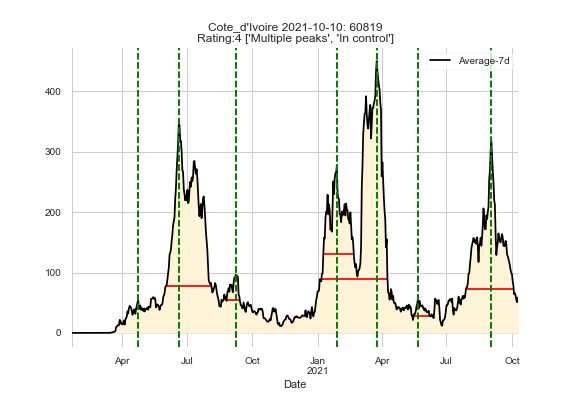 Cote_d'Ivoire 2021-10-10: 60819
Rating:4 ['Multiple peaks', 'In control']
Average-7d
400
300
200
100
0
Apr
Jul
Oct
Jan
2021
Apr
Jul
Oct
Date